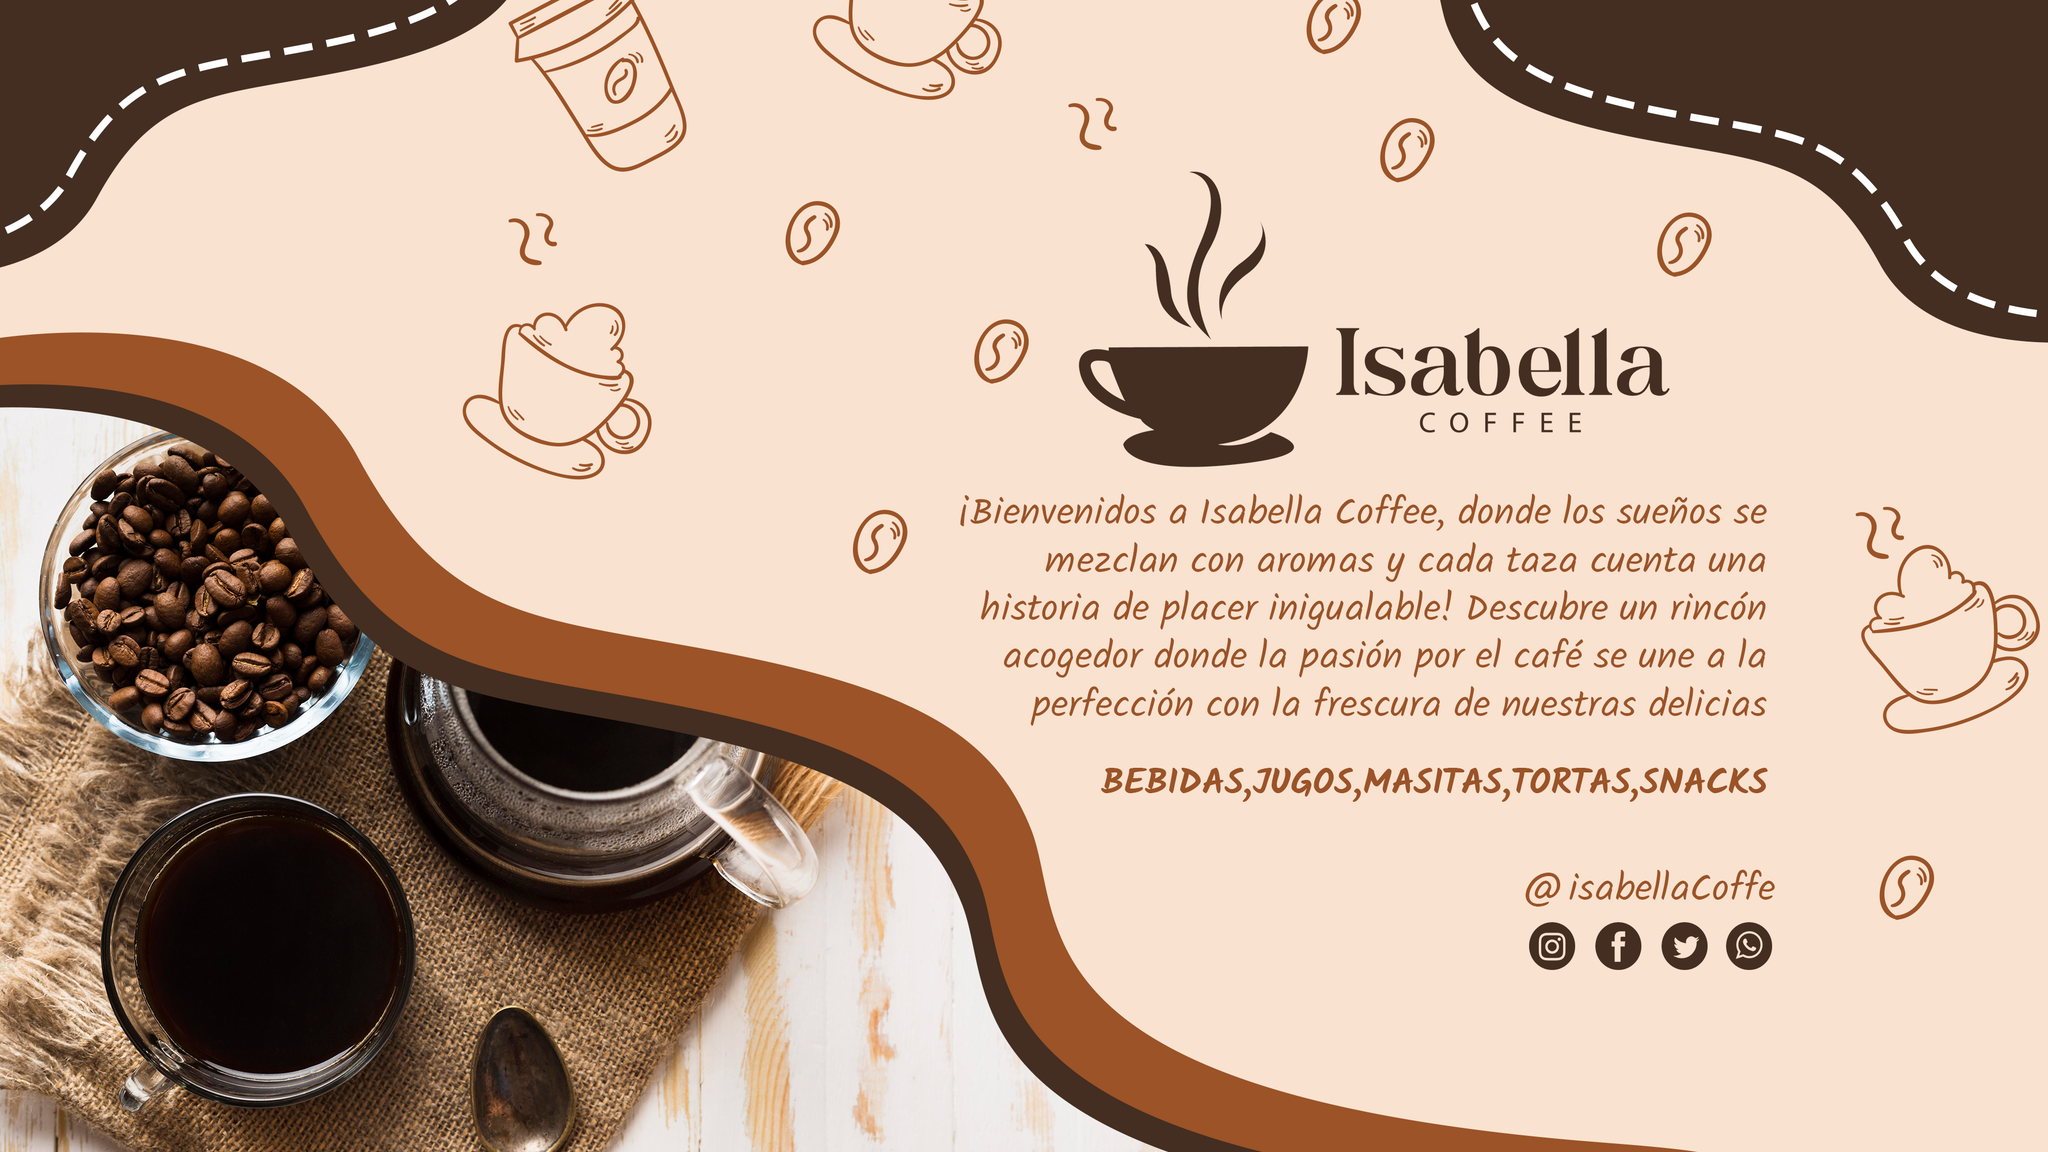 Isabella
COFFEE
¡Bienvenidos a Isabella Coffee, donde los sueños se
mezclan con aromas y cada taza cuenta una
historia de placer inigualable! Descubre un rincón
acogedor donde la pasión por el café se une a la
perfección con la frescura de nuestras delicias
BEBIDAS,JUGOS,MASITAS,TORTAS,SNACKS
@isabellaCoffe